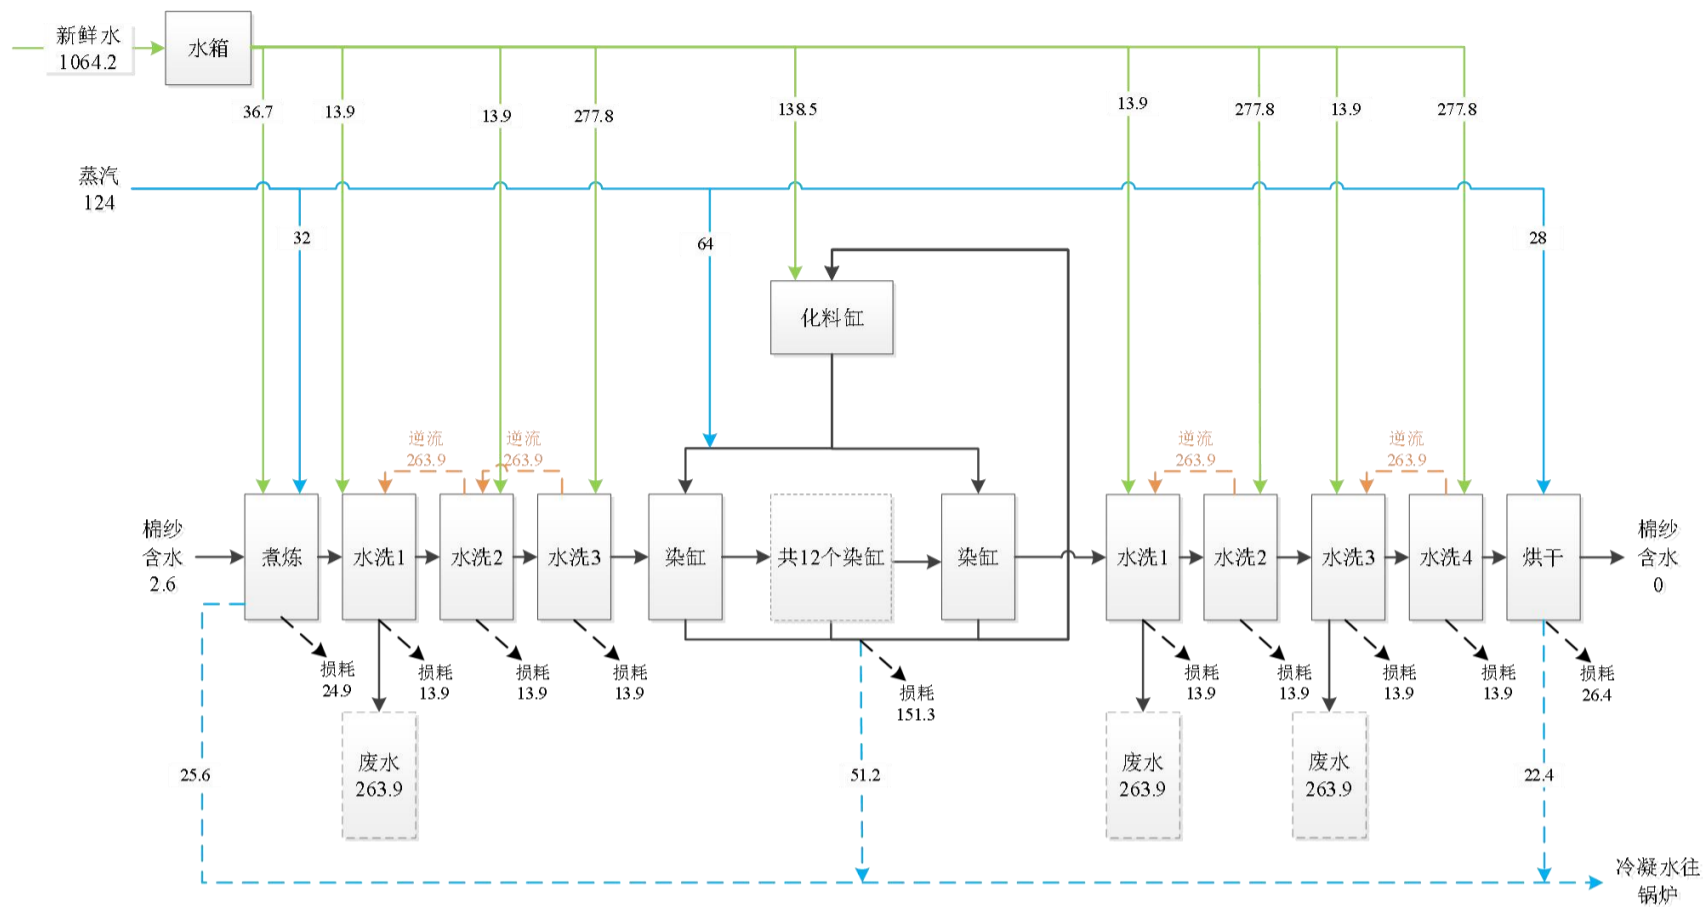 新鲜水
1064.2
水箱
36.7
13.9
13.9
277.8
138.5
13.9
277.8
13.9
277.8
蒸汽
124
32
64
28
化料缸
逆流
263.9
逆流
263.9
逆流
263.9
逆流
263.9
棉纱
含水
2.6
煮炼
水洗1
水洗2
水洗3
染缸
共12个染缸
染缸
水洗1
水洗2
水洗3
水洗4
烘干
棉纱
含水
0
损耗
24.9
损耗
13.9
损耗
13.9
损耗
13.9
损耗
151.3
损耗
13.9
损耗
13.9
损耗
13.9
损耗
13.9
损耗
26.4
25.6
废水
263.9
51.2
废水
263.9
废水
263.9
22.4
冷凝水往
锅炉